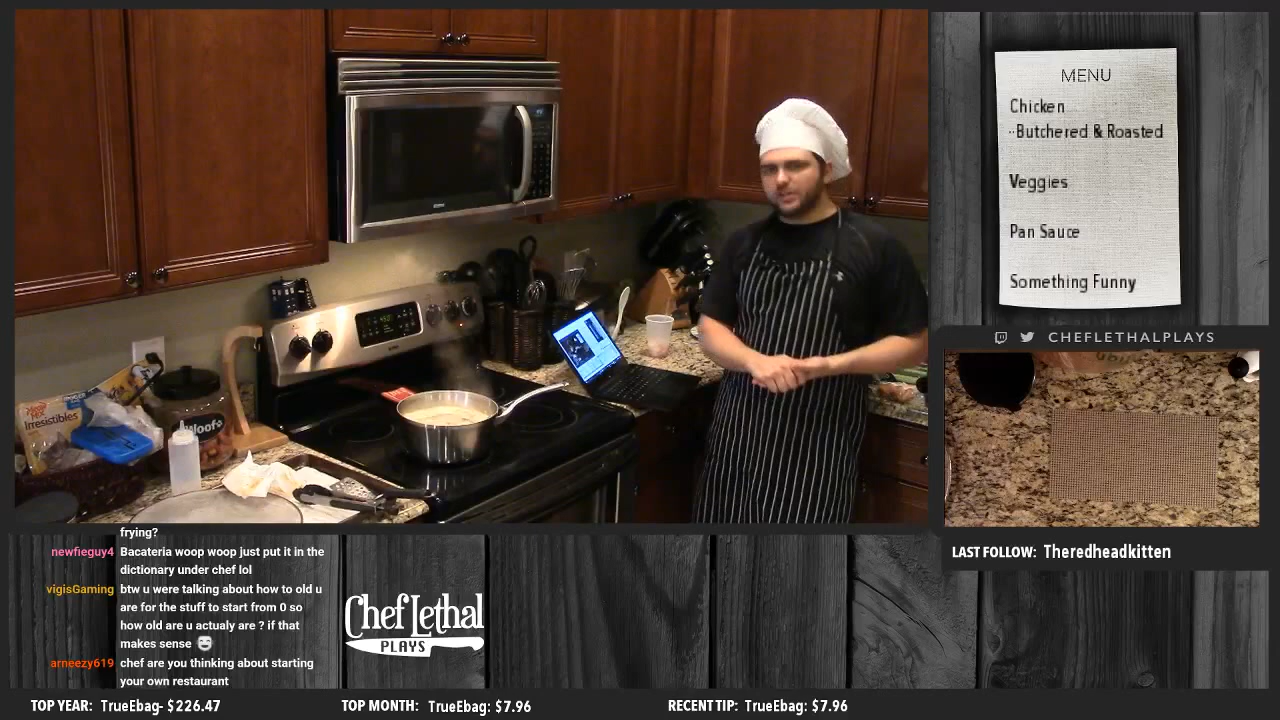 MENU
Chicken
--Butchered & Roasted
Veggies
Pan Sauce
Something Funny
CHEFLETHALPLAYS
Woof
Irresistibles
frying?
newfieguy4 Bacateria woop woop just put it in the
dictionary under chef lol
vigisGaming btw u were talking about how to old u
are for the stuff to start from 0 so
how old are u actualy are ? if that
makes sense
arneezy619 chef are you thinking about starting
your own restaurant
Chef Lethal
PLAYS
LAST FOLLOW: Theredheadkitten
TOP YEAR: TrueEbag- $226.47
TOP MONTH: TrueEbag: $7.96
RECENT TIP: TrueEbag: $7.96